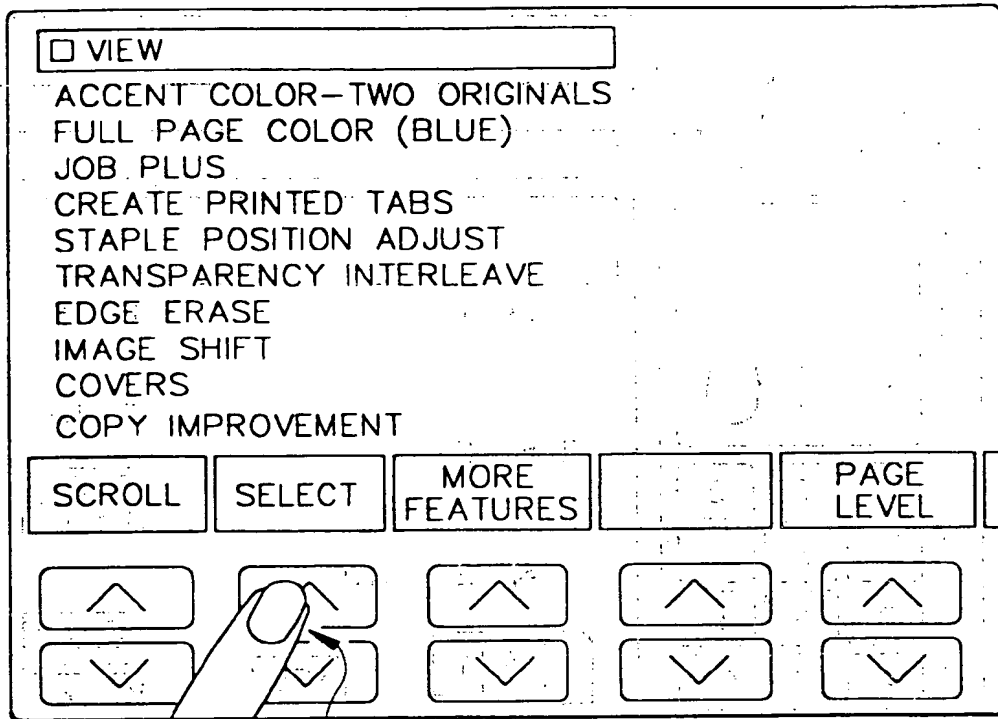 VIEW
ACCENT COLOR-TWO ORIGINALS
FULL PAGE COLOR (BLUE)
JOB PLUS
CREATE PRINTED TABS
STAPLE POSITION ADJUST
TRANSPARENCY INTERLEAVE
EDGE ERASE
IMAGE SHIFT
COVERS
COPY IMPROVEMENT
SCROLL
SELECT
MORE
FEATURES
PAGE
LEVEL